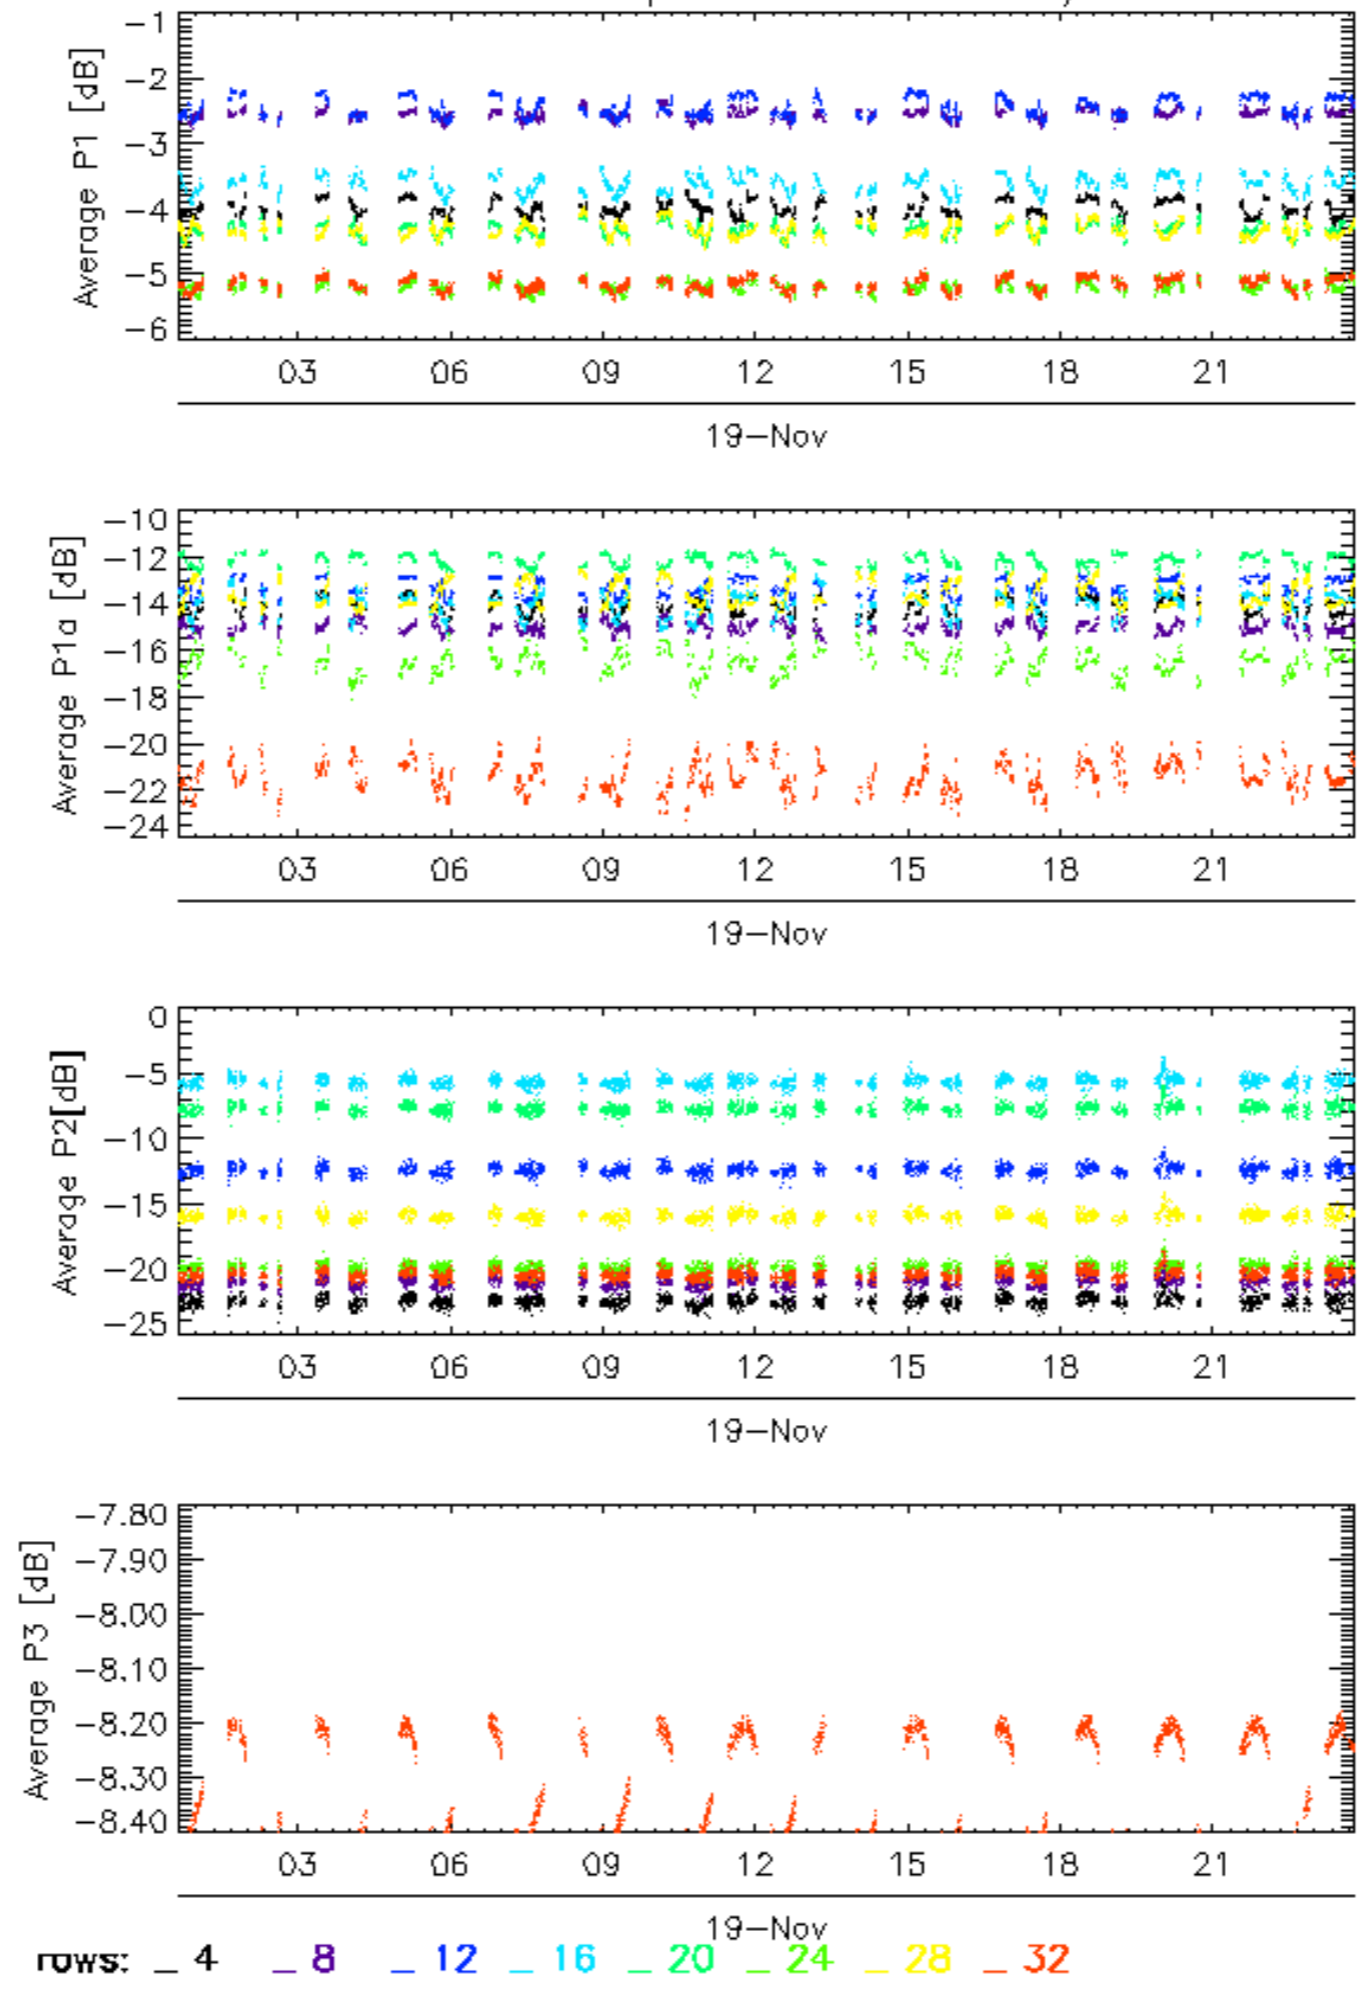 −1
−2
−3
−4
−5
−6
Average P1 [dB]
03 06 09 12 15 18 21
19−Nov
−10
−12
−14
−16
−18
−20
−22
−24
Average P1a [dB]
03 06 09 12 15 18 21
19−Nov
0
−5
−10
−15
−20
−25
Average P2[dB]
03 06 09 12 15 18 21
19−Nov
−7.80
−7.90
−8.00
−8.10
−8.20
−8.30
−8.40
Average P3 [dB]
03 06 09 12 15 18 21
19−Nov
rows: _ 4 _ 8 _ 12 _ 16 _ 20 _ 24 _ 28 _ 32